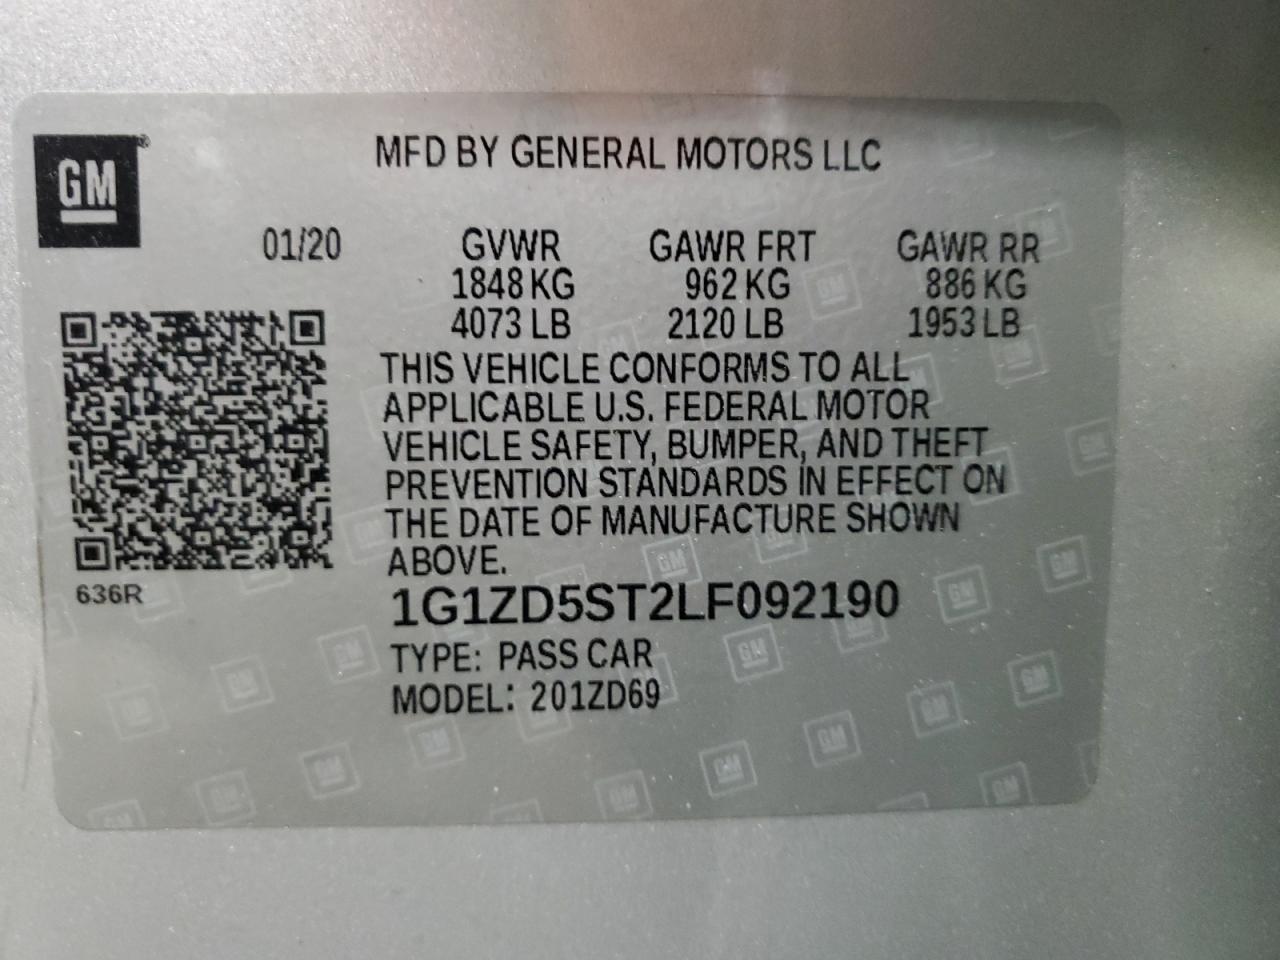 GM®
MFD BY GENERAL MOTORS LLC
01/20 GVWR GAWR FRT GAWR RR
1848 KG 962 KG 886 KG
4073 LB 2120 LB 1953 LB
THIS VEHICLE CONFORMS TO ALL
APPLICABLE U.S. FEDERAL MOTOR
VEHICLE SAFETY, BUMPER, AND THEFT
PREVENTION STANDARDS IN EFFECT ON
THE DATE OF MANUFACTURE SHOWN
ABOVE.
636R
1G1ZD5ST2LF092190
TYPE: PASS CAR
MODEL: 201ZD69